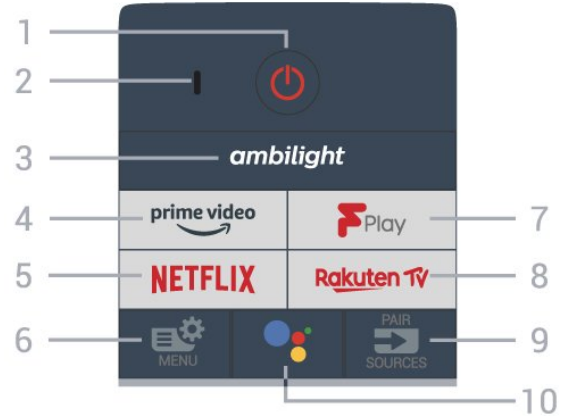 1
2
3
ambilight
4
prime video
F Play
7
5
NETFLIX
Rakuten TV
8
6
MENU
PAIR
SOURCES
9
10